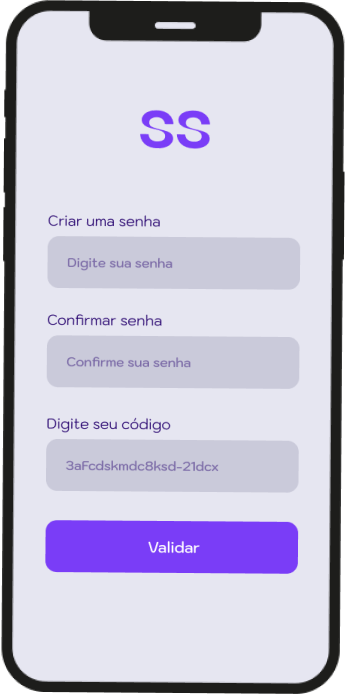 SS
Criar uma senha
Digite sua senha
Confirmar senha
Confirme sua senha
Digite seu código
3aFcdskmdc8ksd-21dcx
Validar